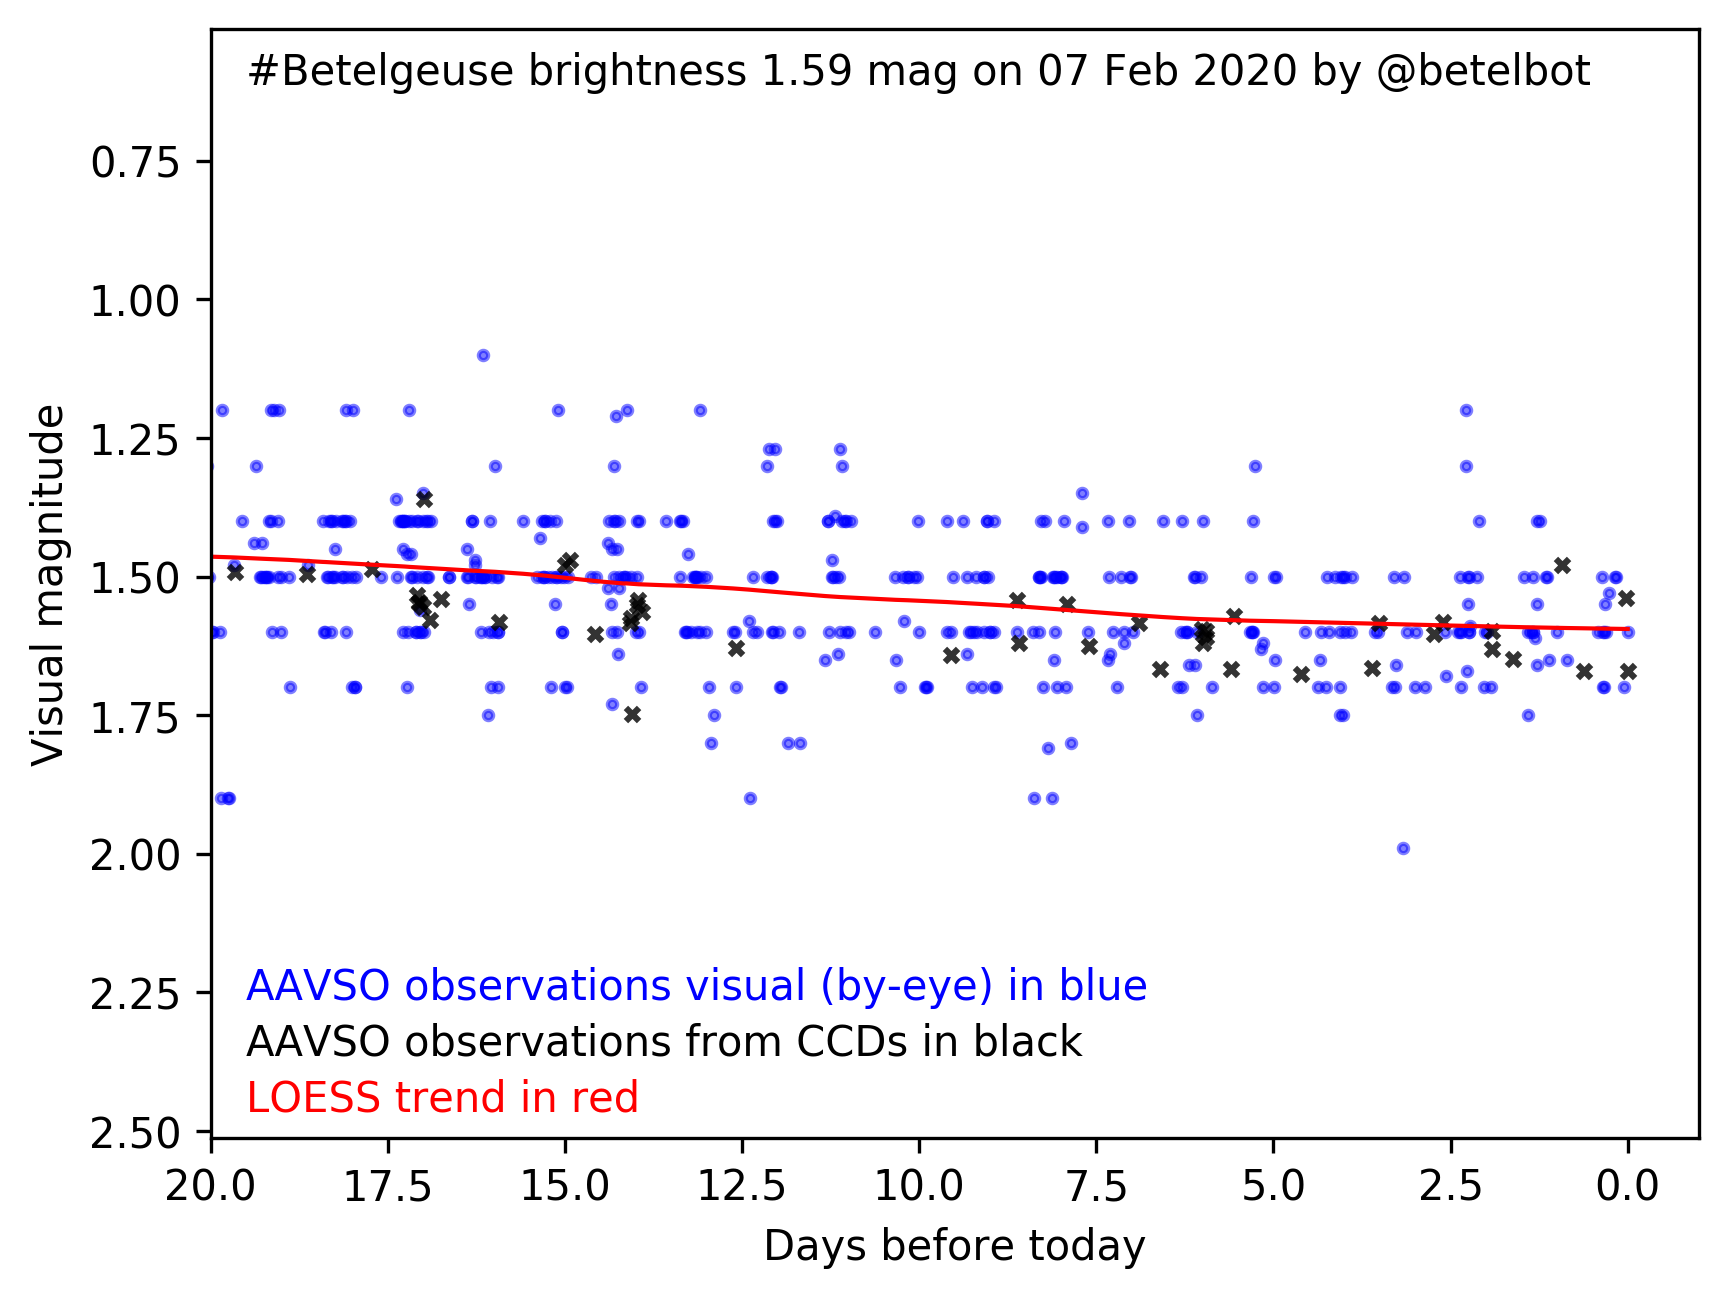 #Betelgeuse brightness 1.59 mag on 07 Feb 2020 by @betelbot
0.75
1.00
1.25
1.50
1.75
2.00
2.25
2.50
Visual magnitude
AAVSO observations visual (by-eye) in blue
AAVSO observations from CCDs in black
LOESS trend in red
20.0 17.5 15.0 12.5 10.0 7.5 5.0 2.5 0.0
Days before today